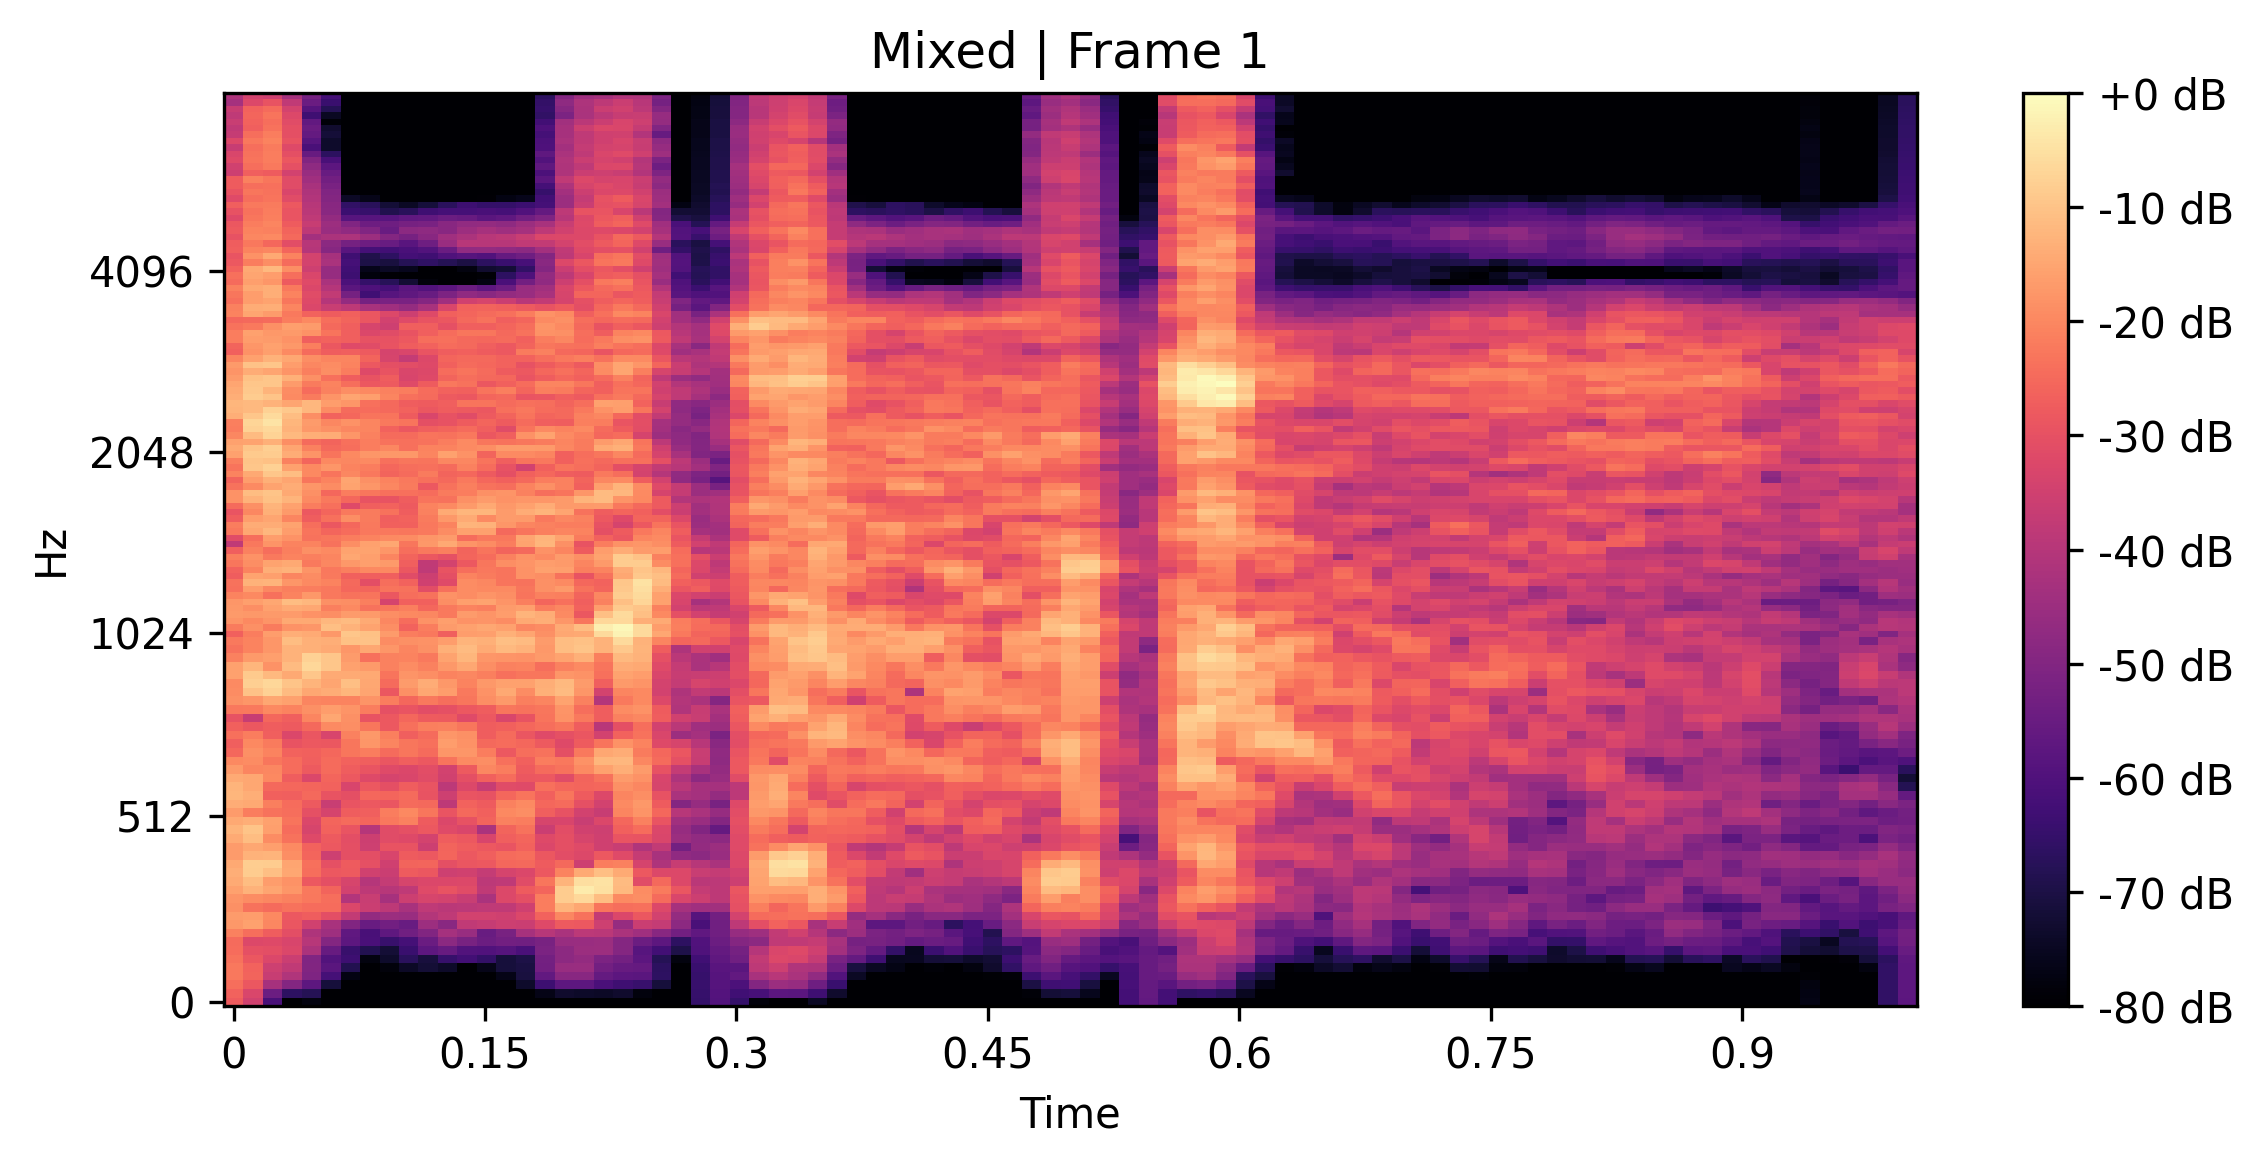 Mixed | Frame 1
+0 dB
-10 dB
-20 dB
-30 dB
-40 dB
-50 dB
-60 dB
-70 dB
-80 dB
4096
2048
1024
512
0
Hz
0 0.15 0.3 0.45 0.6 0.75 0.9
Time